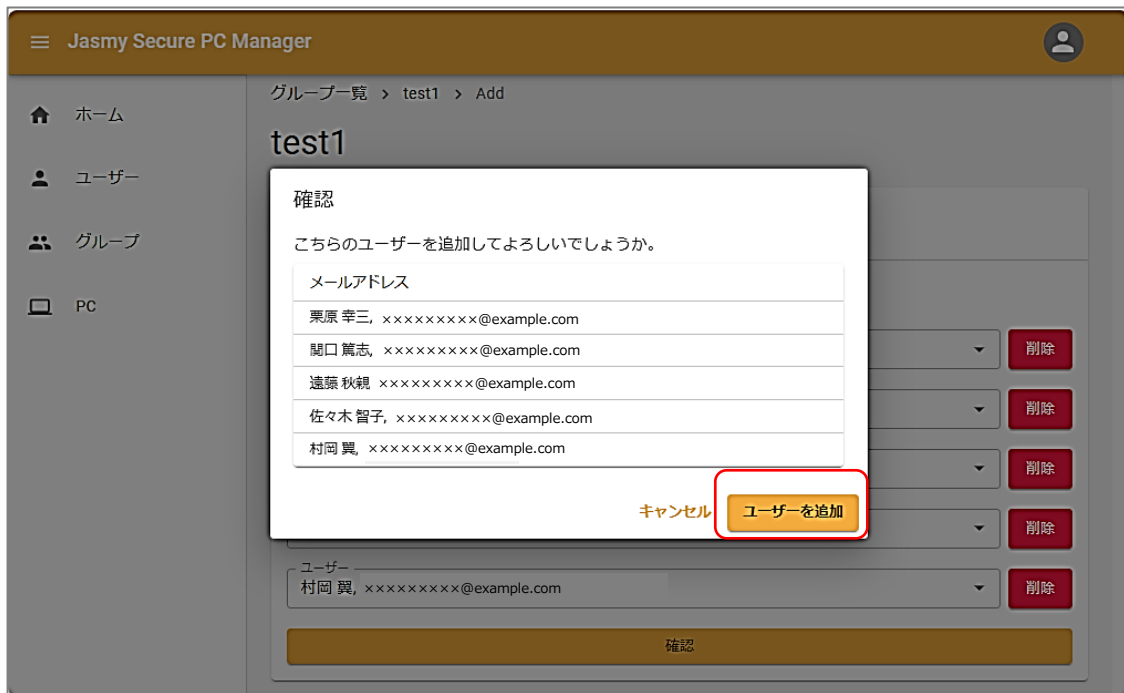 Jasmy Secure PC Manager
ホーム
ユーザー
グループ
PC
グループ一覧 > test1 > Add
test1
確認
こちらのユーザーを追加してよろしいでしょうか。
メールアドレス
栗原 幸三, ×××××××××@example.com
関口 篤志, ×××××××××@example.com
遠藤 秋親 ×××××××××@example.com
佐々木 智子, ×××××××××@example.com
村岡 翼, ×××××××××@example.com
キャンセル ユーザーを追加
削除
削除
削除
削除
ユーザー
村岡 翼, ×××××××××@example.com
削除
確認